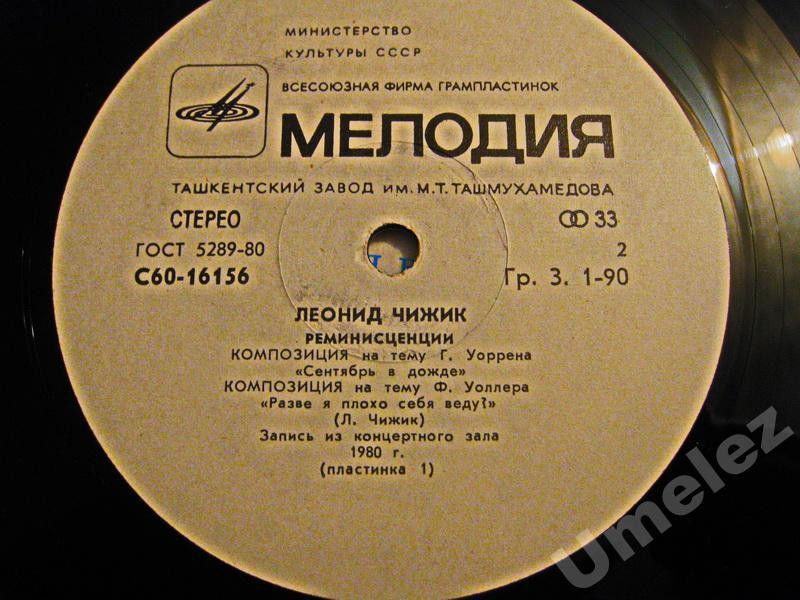 МИНИСТЕРСТВО
КУЛЬТУРЫ СССР
ВСЕСОЮЗНАЯ ФИРМА ГРАМПЛАСТИНОК
МЕЛОДИЯ
ТАШКЕНТСКИЙ ЗАВОД ИМ. М.Т. ТАШМУХАМЕДОВА
СТЕРЕО 33
ГОСТ 5289-80 2
С60-16156 Гр. 3. 1-90
ЛЕОНИД ЧИЖИК
РЕМИНИСЦЕНЦИИ
КОМПОЗИЦИЯ на тему Г. Уоррена
«Сентябрь в дожде»
КОМПОЗИЦИЯ на тему Ф. Уоллера
«Разве я плохо себя веду?»
(Л. Чижик)
Запись из концертного зала
1980 г.
(пластинка 1)
Umelez